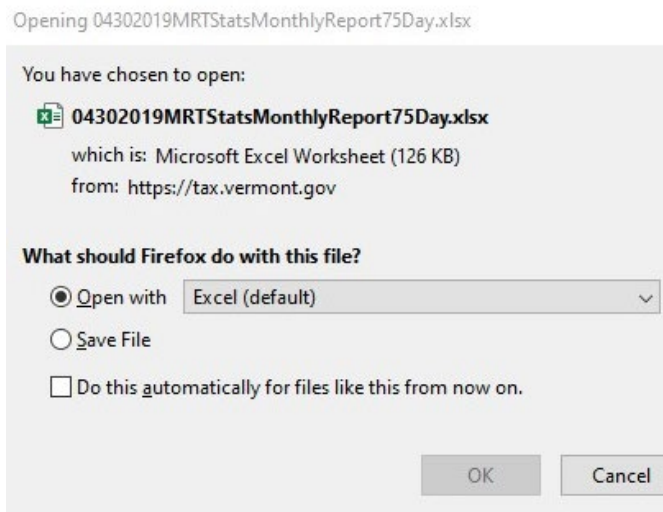 Opening 04302019MRTStatsMonthlyReport75Day.xlsx
You have chosen to open:
04302019MRTStatsMonthlyReport75Day.xlsx
which is: Microsoft Excel Worksheet (126 KB)
from: https://tax.vermont.gov
What should Firefox do with this file?
Open with Excel (default)
Save File
Do this automatically for files like this from now on.
OK Cancel